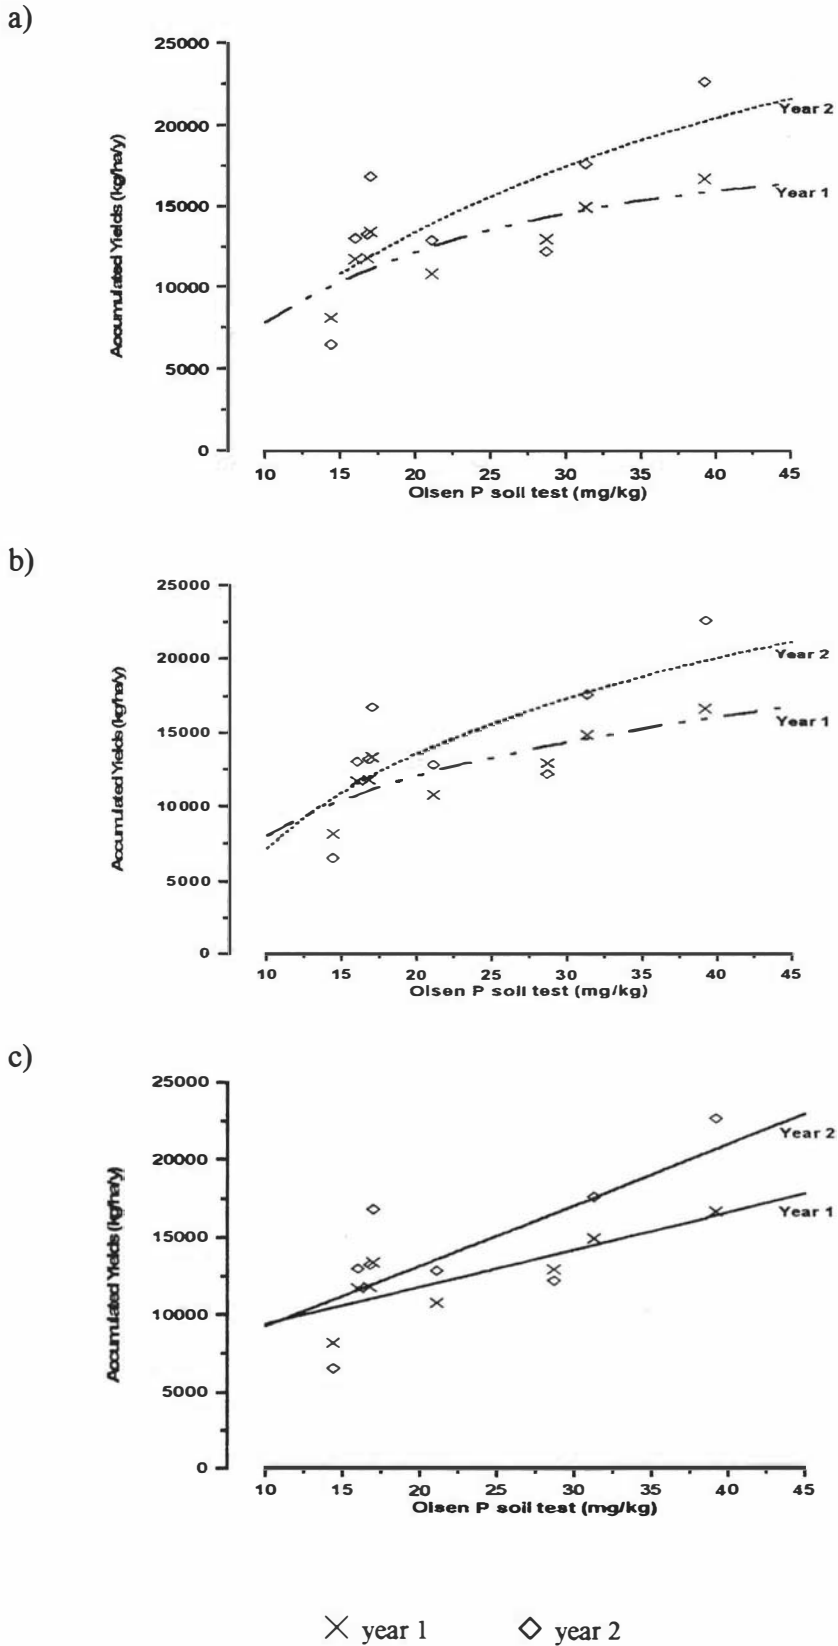 a)
Accumulated Yields (kg/ha/y)
25000
20000
15000
10000
5000
0
Year 2
Year 1
10 15 20 25 30 35 40 45
Olsen P soil test (mg/kg)
b)
Accumulated Yields (kg/ha/y)
25000
20000
15000
10000
5000
0
Year 2
Year 1
10 15 20 25 30 35 40 45
Olsen P soil test (mg/kg)
c)
Accumulated Yields (kg/ha/y)
25000
20000
15000
10000
5000
0
Year 2
Year 1
10 15 20 25 30 35 40 45
Olsen P soil test (mg/kg)
year 1 year 2